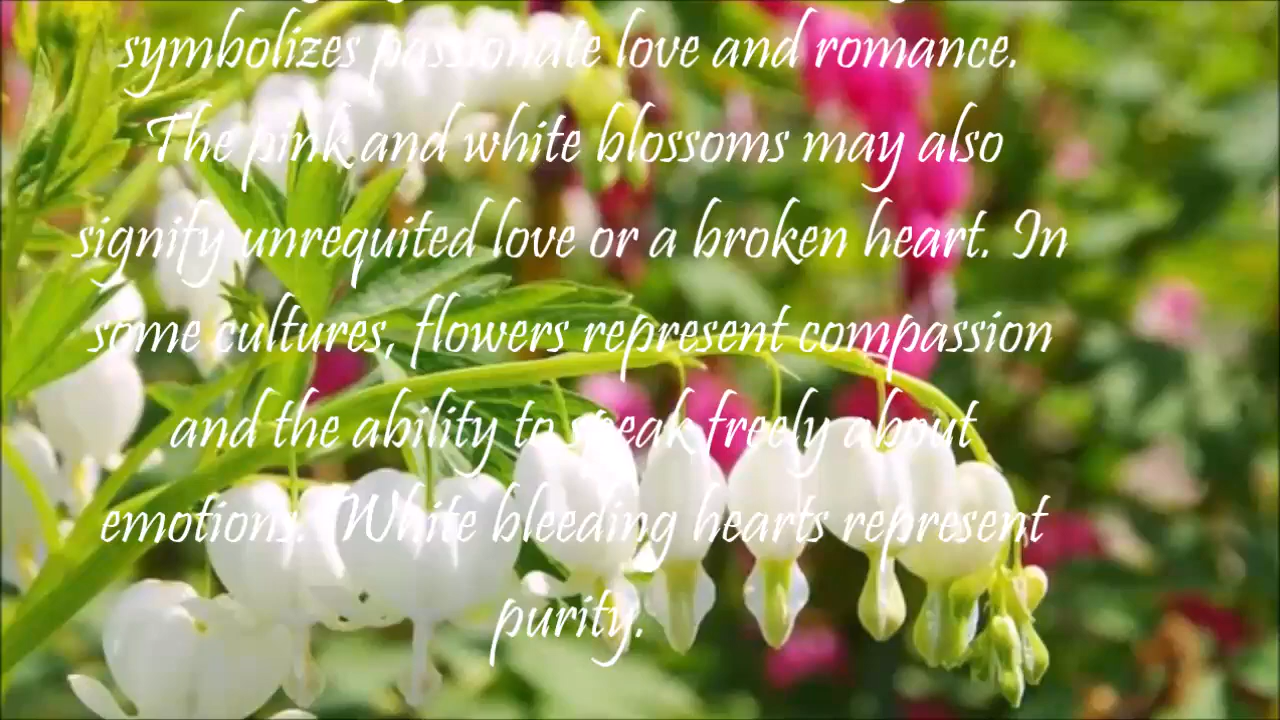 symbolizes passionate love and romance.
The pink and white blossoms may also
signify unrequited love or a broken heart. In
some cultures, flowers represent compassion
and the ability to speak freely about
emotions. White bleeding hearts represent
purity.